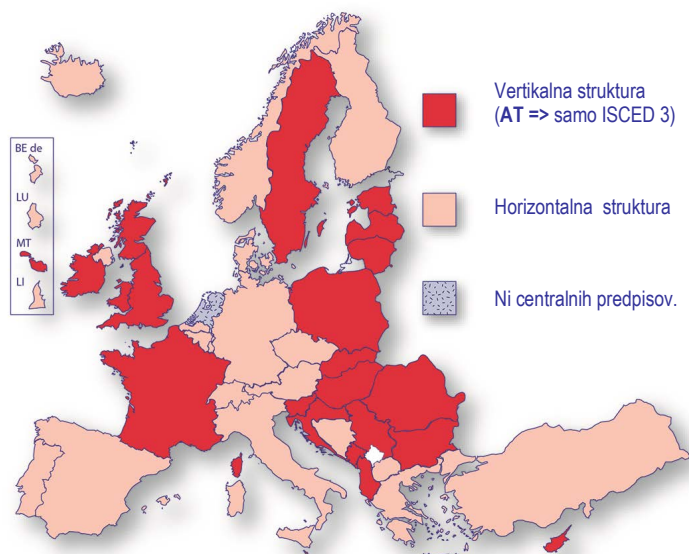 Vertikalna struktura
(AT => samo ISCED 3)
Horizontalna struktura
Ni centralnih predpisov.
BE de
LU
MT
LI